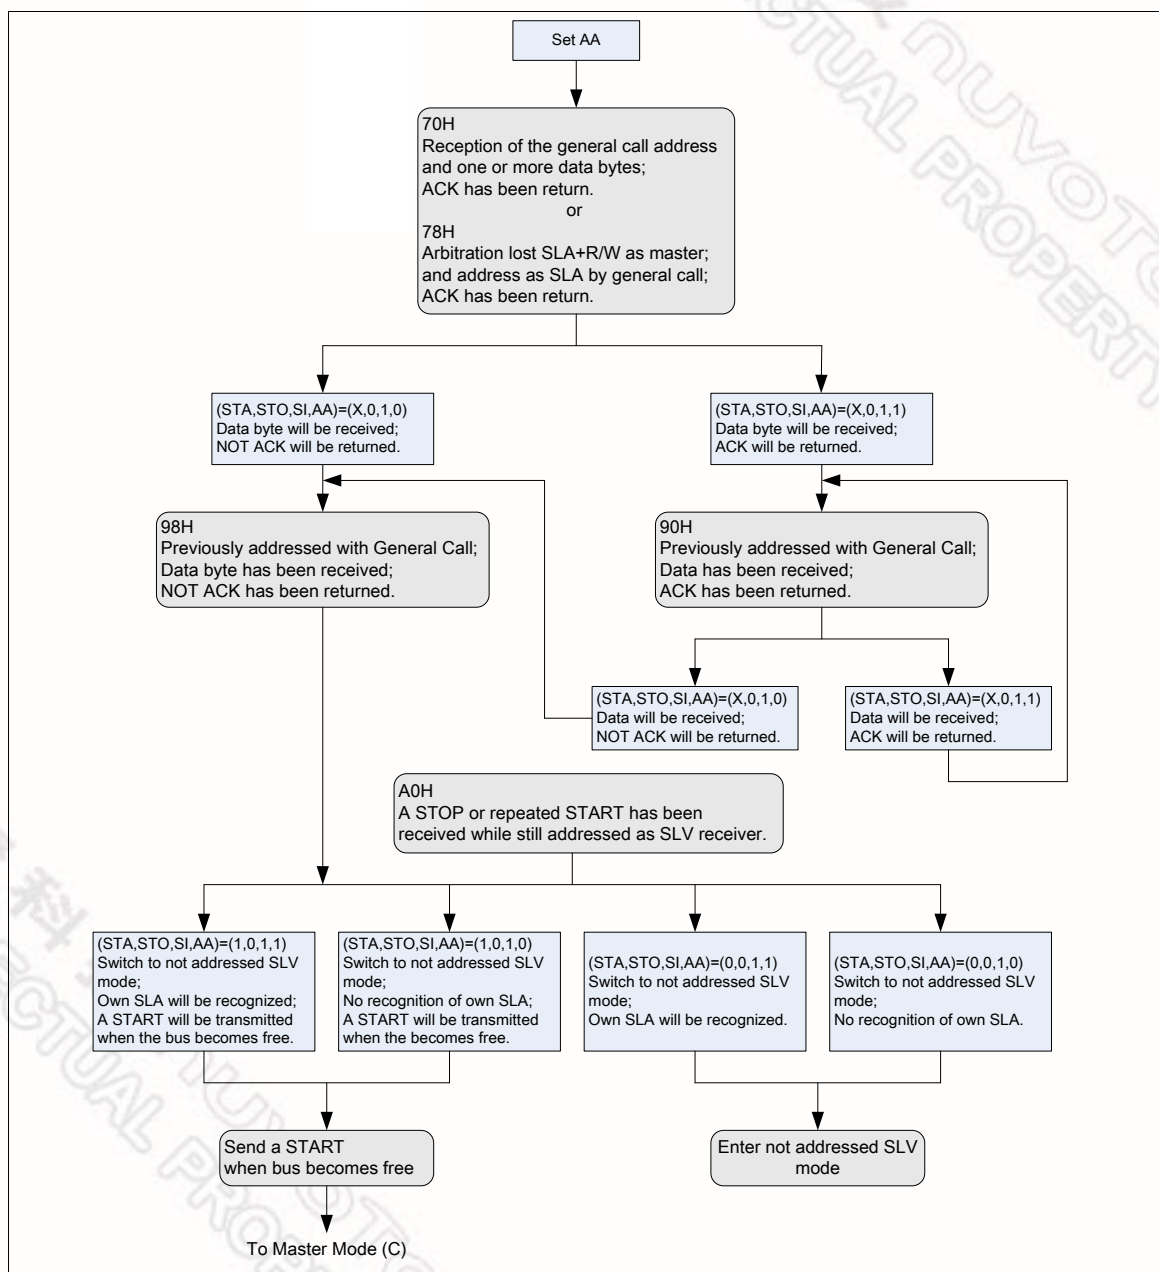 Set AA
70H
Reception of the general call address
and one or more data bytes;
ACK has been return.
or
78H
Arbitration lost SLA+R/W as master;
and address as SLA by general call;
ACK has been return.
(STA,STO,SI,AA)=(X,0,1,0)
Data byte will be received;
NOT ACK will be returned.
(STA,STO,SI,AA)=(X,0,1,1)
Data byte will be received;
ACK will be returned.
98H
Previously addressed with General Call;
Data byte has been received;
NOT ACK has been returned.
90H
Previously addressed with General Call;
Data has been received;
ACK has been returned.
(STA,STO,SI,AA)=(X,0,1,0)
Data will be received;
NOT ACK will be returned.
(STA,STO,SI,AA)=(X,0,1,1)
Data will be received;
ACK will be returned.
A0H
A STOP or repeated START has been
received while still addressed as SLV receiver.
(STA,STO,SI,AA)=(1,0,1,1)
Switch to not addressed SLV
mode;
Own SLA will be recognized;
A START will be transmitted
when the bus becomes free.
(STA,STO,SI,AA)=(1,0,1,0)
Switch to not addressed SLV
mode;
No recognition of own SLA;
A START will be transmitted
when the becomes free.
(STA,STO,SI,AA)=(0,0,1,1)
Switch to not addressed SLV
mode;
Own SLA will be recognized.
(STA,STO,SI,AA)=(0,0,1,0)
Switch to not addressed SLV
mode;
No recognition of own SLA.
Send a START
when bus becomes free
Enter not addressed SLV
mode
To Master Mode (C)